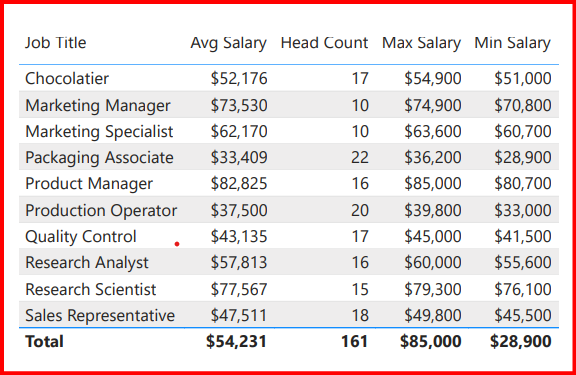 Job Title Avg Salary Head Count Max Salary Min Salary
Chocolatier $52,176 17 $54,900 $51,000
Marketing Manager $73,530 10 $74,900 $70,800
Marketing Specialist $62,170 10 $63,600 $60,700
Packaging Associate $33,409 22 $36,200 $28,900
Product Manager $82,825 16 $85,000 $80,700
Production Operator $37,500 20 $39,800 $33,000
Quality Control $43,135 17 $45,000 $41,500
Research Analyst $57,813 16 $60,000 $55,600
Research Scientist $77,567 15 $79,300 $76,100
Sales Representative $47,511 18 $49,800 $45,500
Total $54,231 161 $85,000 $28,900